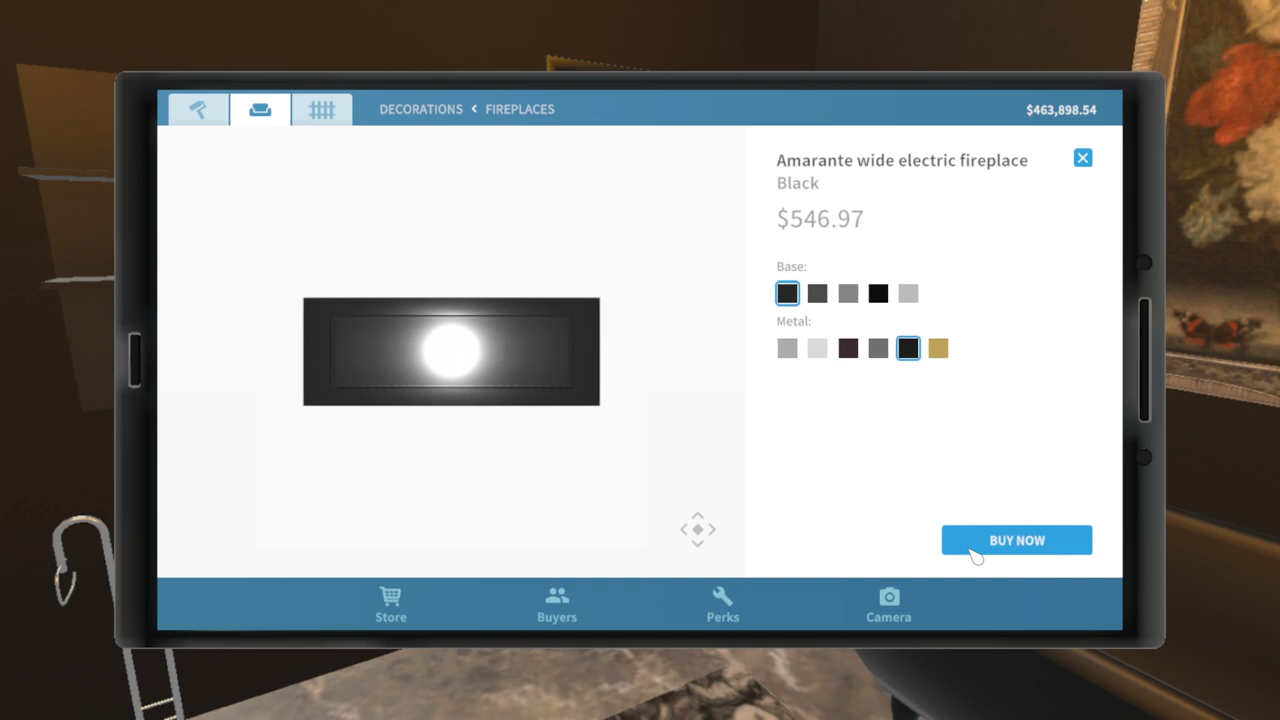 DECORATIONS < FIREPLACES
$463,898.54
Amarante wide electric fireplace
Black
$546.97
Base:
Metal:
BUY NOW
Store
Buyers
Perks
Camera